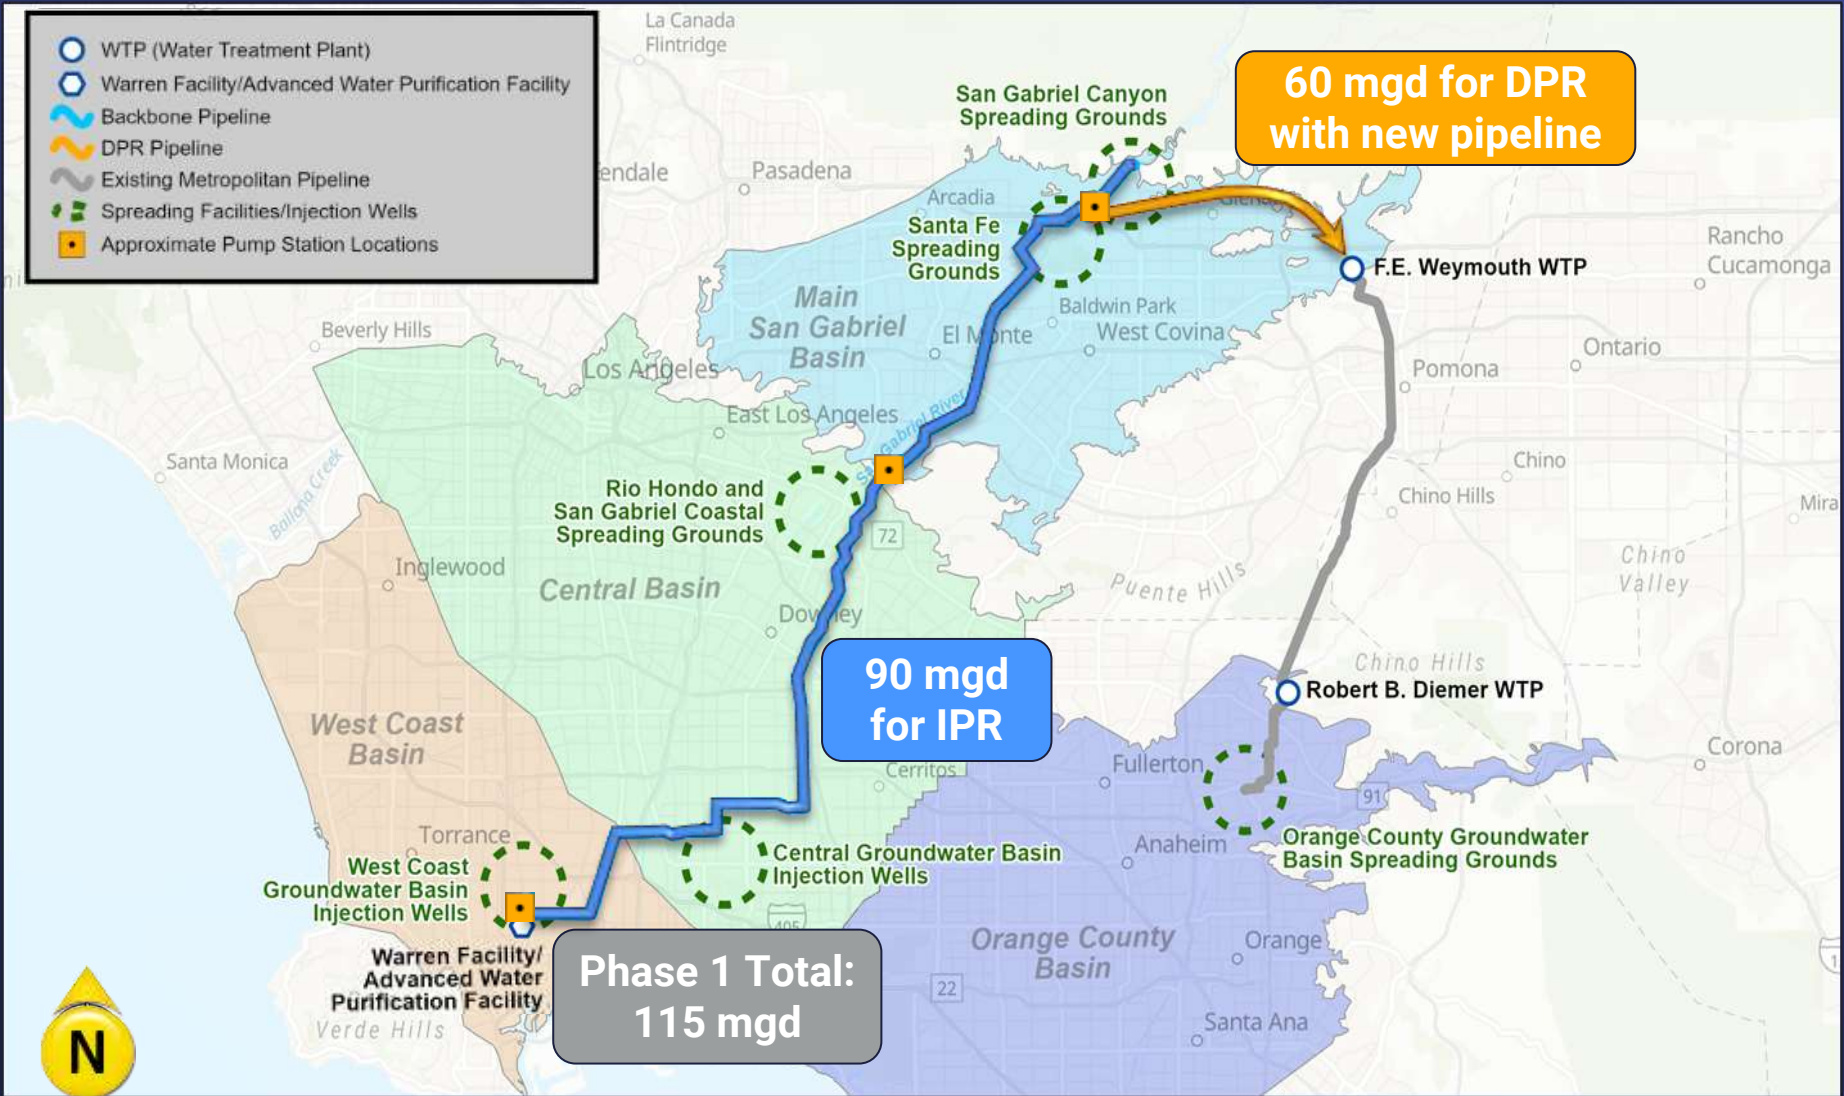 WTP (Water Treatment Plant)
Warren Facility/Advanced Water Purification Facility
Backbone Pipeline
DPR Pipeline
Existing Metropolitan Pipeline
Spreading Facilities/Injection Wells
Approximate Pump Station Locations
La Canada
Flintridge
60 mgd for DPR
with new pipeline
San Gabriel Canyon
Spreading Grounds
endale
Pasadena
Arcadia
Santa Fe
Spreading
Grounds
F.E. Weymouth WTP
Rancho
Cucamonga
Main
San Gabriel
Basin
Baldwin Park
El Monte
West Covina
Beverly Hills
Los Angeles
Ontario
Pomona
East Los Angeles
San Gabriel River
Santa Monica
Ballona Creek
Chino
Chino Hills
Mira
Rio Hondo and
San Gabriel Coastal
Spreading Grounds
72
Inglewood
Central Basin
Puente Hills
Chino
Valley
Downey
90 mgd
for IPR
Chino Hills
Robert B. Diemer WTP
West Coast
Basin
Cerritos
Fullerton
Corona
91
Torrance
Anaheim
Orange County Groundwater
Basin Spreading Grounds
West Coast
Groundwater Basin
Injection Wells
Central Groundwater Basin
Injection Wells
405
Warren Facility/
Advanced Water
Purification Facility
Phase 1 Total:
115 mgd
Orange County
Basin
Orange
22
Verde Hills
Santa Ana
N